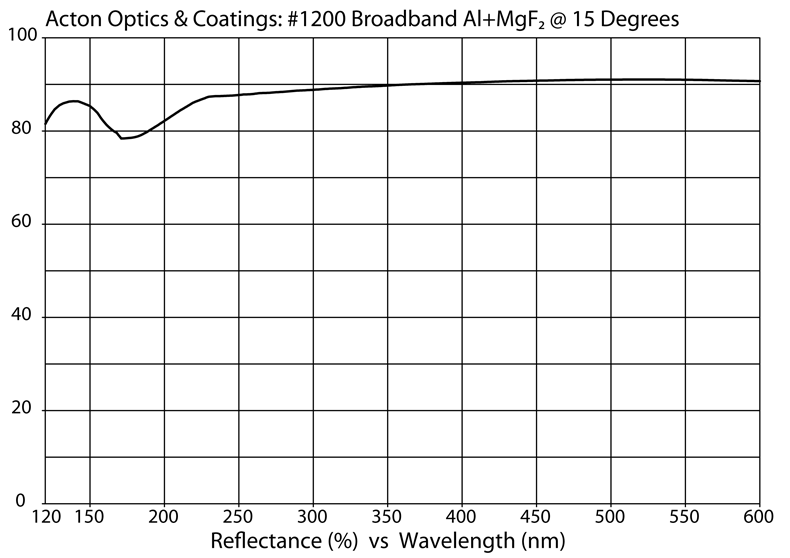 Acton Optics & Coatings: #1200 Broadband Al+MgF₂ @ 15 Degrees
100
80
60
40
20
0
120 150 200 250 300 350 400 450 500 550 600
Reflectance (%) vs Wavelength (nm)